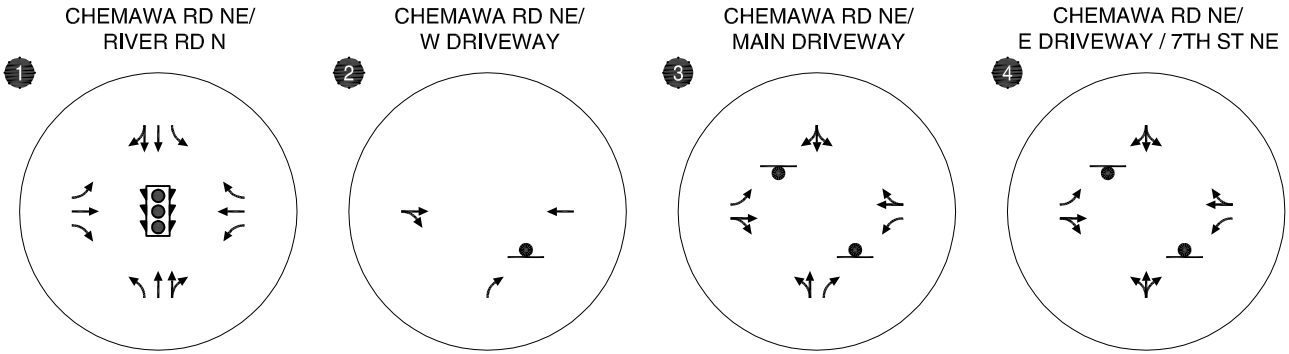 CHEMAWA RD NE/
RIVER RD N
1
CHEMAWA RD NE/
W DRIVEWAY
2
CHEMAWA RD NE/
MAIN DRIVEWAY
3
CHEMAWA RD NE/
E DRIVEWAY / 7TH ST NE
4